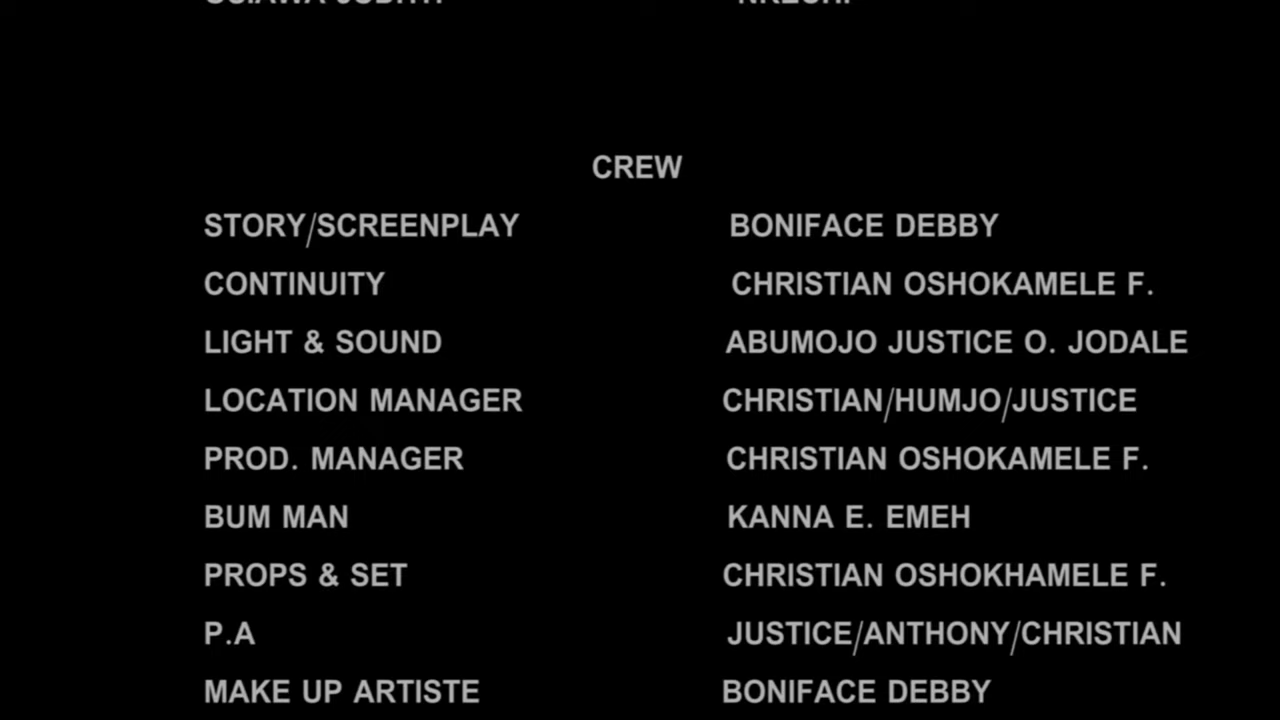 CREW
STORY/SCREENPLAY BONIFACE DEBBY
CONTINUITY CHRISTIAN OSHOKAMELE F.
LIGHT & SOUND ABUMOJO JUSTICE O. JODALE
LOCATION MANAGER CHRISTIAN/HUMJO/JUSTICE
PROD. MANAGER CHRISTIAN OSHOKAMELE F.
BUM MAN KANNA E. EMEH
PROPS & SET CHRISTIAN OSHOKHAMELE F.
P.A JUSTICE/ANTHONY/CHRISTIAN
MAKE UP ARTISTE BONIFACE DEBBY